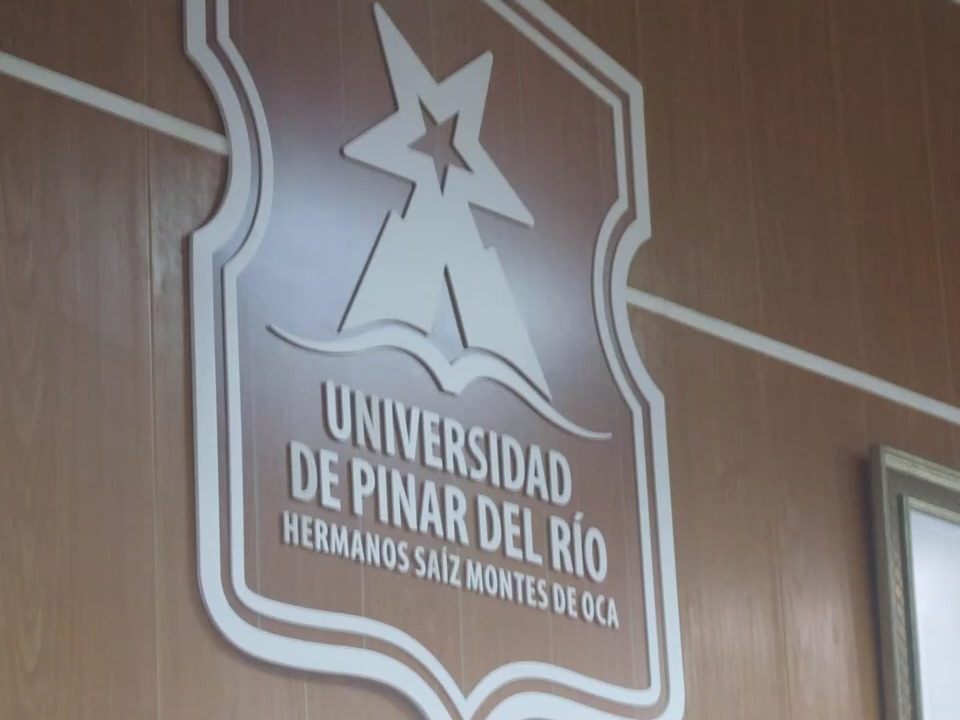 UNIVERSIDAD
DE PINAR DEL RÍO
HERMANOS SAÍZ MONTES DE OCA